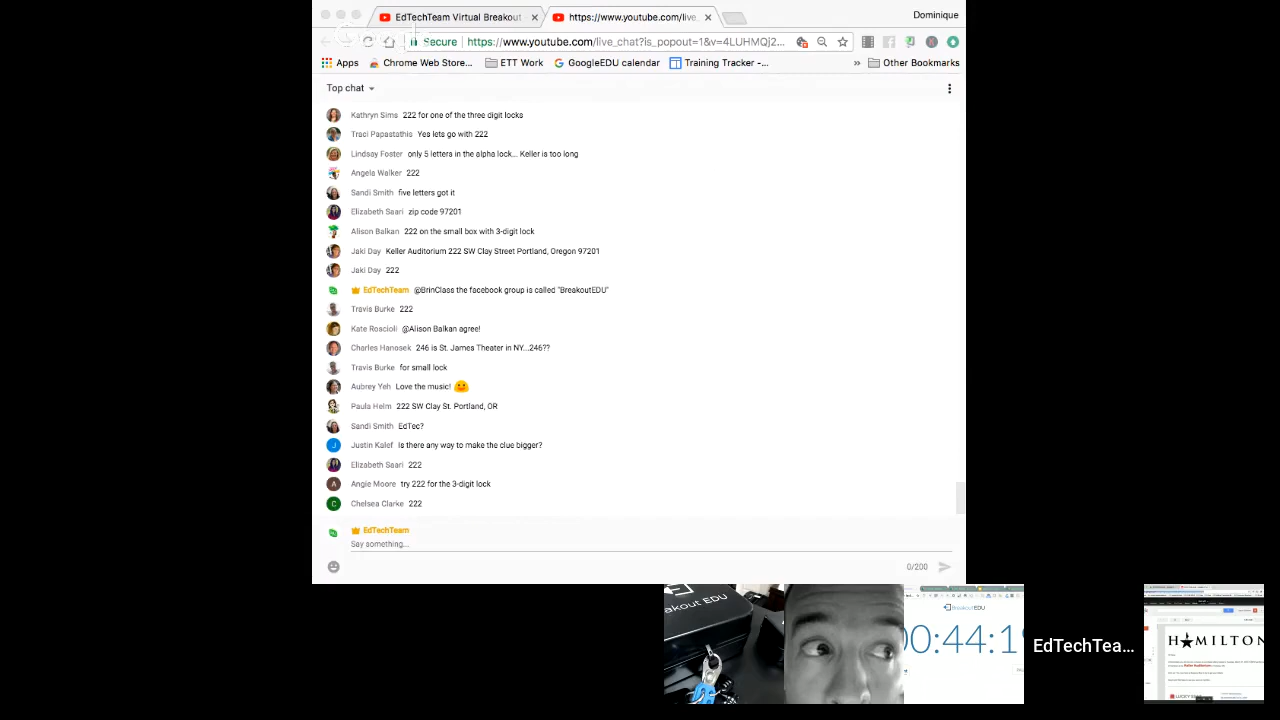 EdTechTeam Virtual Breakout
https://www.youtube.com/live_
Dominique
Secure https://www.youtube.com/live_chat?is_popout=1&v=4LUHMQj2...
Apps Chrome Web Store... ETT Work GoogleEDU calendar Training Tracker -... » Other Bookmarks
Top chat
Kathryn Sims 222 for one of the three digit locks
Traci Papastathis Yes lets go with 222
Lindsay Foster only 5 letters in the alpha lock... Keller is too long
Angela Walker 222
Sandi Smith five letters got it
Elizabeth Saari zip code 97201
Alison Balkan 222 on the small box with 3-digit lock
Jaki Day Keller Auditorium 222 SW Clay Street Portland, Oregon 97201
Jaki Day 222
EdTechTeam @BrinClass the facebook group is called "BreakoutEDU"
Travis Burke 222
Kate Roscioli @Alison Balkan agree!
Charles Hanosek 246 is St. James Theater in NY...246??
Travis Burke for small lock
Aubrey Yeh Love the music!
Paula Helm 222 SW Clay St. Portland, OR
Sandi Smith EdTec?
Justin Kalef Is there any way to make the clue bigger?
Elizabeth Saari 222
Angie Moore try 222 for the 3-digit lock
Chelsea Clarke 222
EdTechTeam
Say something...
0/200
Breakout EDU
00:44:19
EdTechTea...
HAMILTON